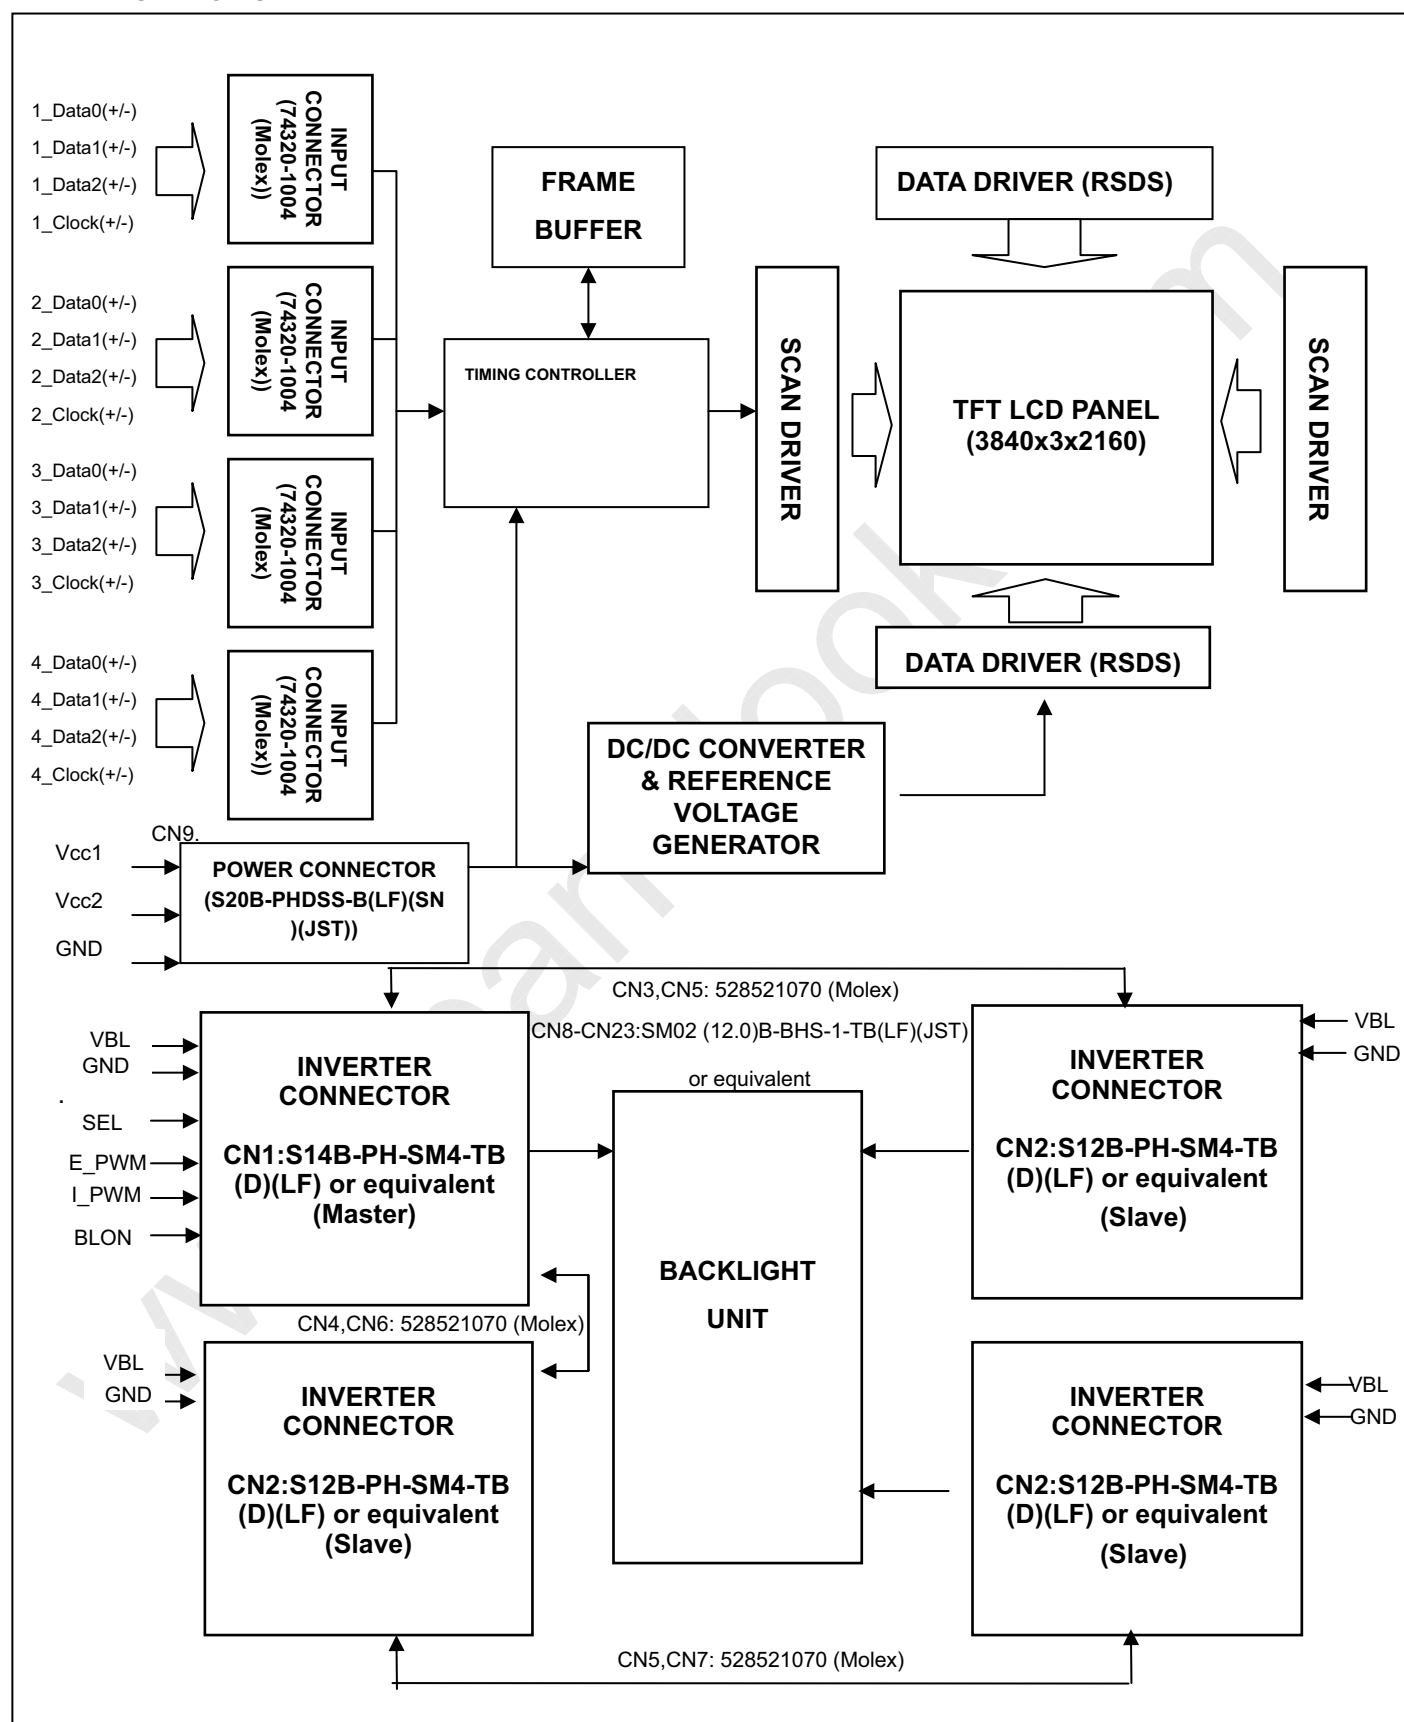 1_Data0(+/-)
1_Data1(+/-)
1_Data2(+/-)
1_Clock(+/-)
INPUT
CONNECTOR
(74320-1004
(Molex))
2_Data0(+/-)
2_Data1(+/-)
2_Data2(+/-)
2_Clock(+/-)
INPUT
CONNECTOR
(74320-1004
(Molex))
3_Data0(+/-)
3_Data1(+/-)
3_Data2(+/-)
3_Clock(+/-)
INPUT
CONNECTOR
(74320-1004
(Molex)
4_Data0(+/-)
4_Data1(+/-)
4_Data2(+/-)
4_Clock(+/-)
INPUT
CONNECTOR
(74320-1004
(Molex))
FRAME
BUFFER
TIMING CONTROLLER
DATA DRIVER (RSDS)
SCAN DRIVER
TFT LCD PANEL
(3840x3x2160)
SCAN DRIVER
DATA DRIVER (RSDS)
DC/DC CONVERTER
& REFERENCE
VOLTAGE
GENERATOR
CN9.
Vcc1
Vcc2
GND
POWER CONNECTOR
(S20B-PHDSS-B(LF)(SN
)(JST))
CN3,CN5: 528521070 (Molex)
CN8-CN23:SM02 (12.0)B-BHS-1-TB(LF)(JST)
or equivalent
VBL
GND
.
SEL
E_PWM
I_PWM
BLON
INVERTER
CONNECTOR
CN1:S14B-PH-SM4-TB
(D)(LF) or equivalent
(Master)
INVERTER
CONNECTOR
CN2:S12B-PH-SM4-TB
(D)(LF) or equivalent
(Slave)
VBL
GND
BACKLIGHT
UNIT
CN4,CN6: 528521070 (Molex)
VBL
GND
INVERTER
CONNECTOR
CN2:S12B-PH-SM4-TB
(D)(LF) or equivalent
(Slave)
INVERTER
CONNECTOR
CN2:S12B-PH-SM4-TB
(D)(LF) or equivalent
(Slave)
VBL
GND
CN5,CN7: 528521070 (Molex)